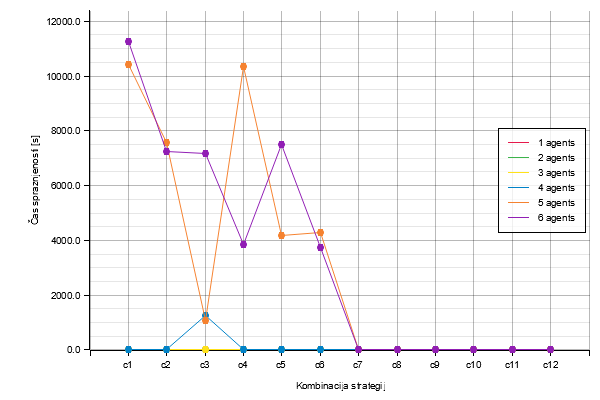 12000.0
10000.0
8000.0
6000.0
4000.0
2000.0
0.0
Čas spraznjenost [s]
1 agents
2 agents
3 agents
4 agents
5 agents
6 agents
c1 c2 c3 c4 c5 c6 c7 c8 c9 c10 c11 c12
Kombinacija strategij